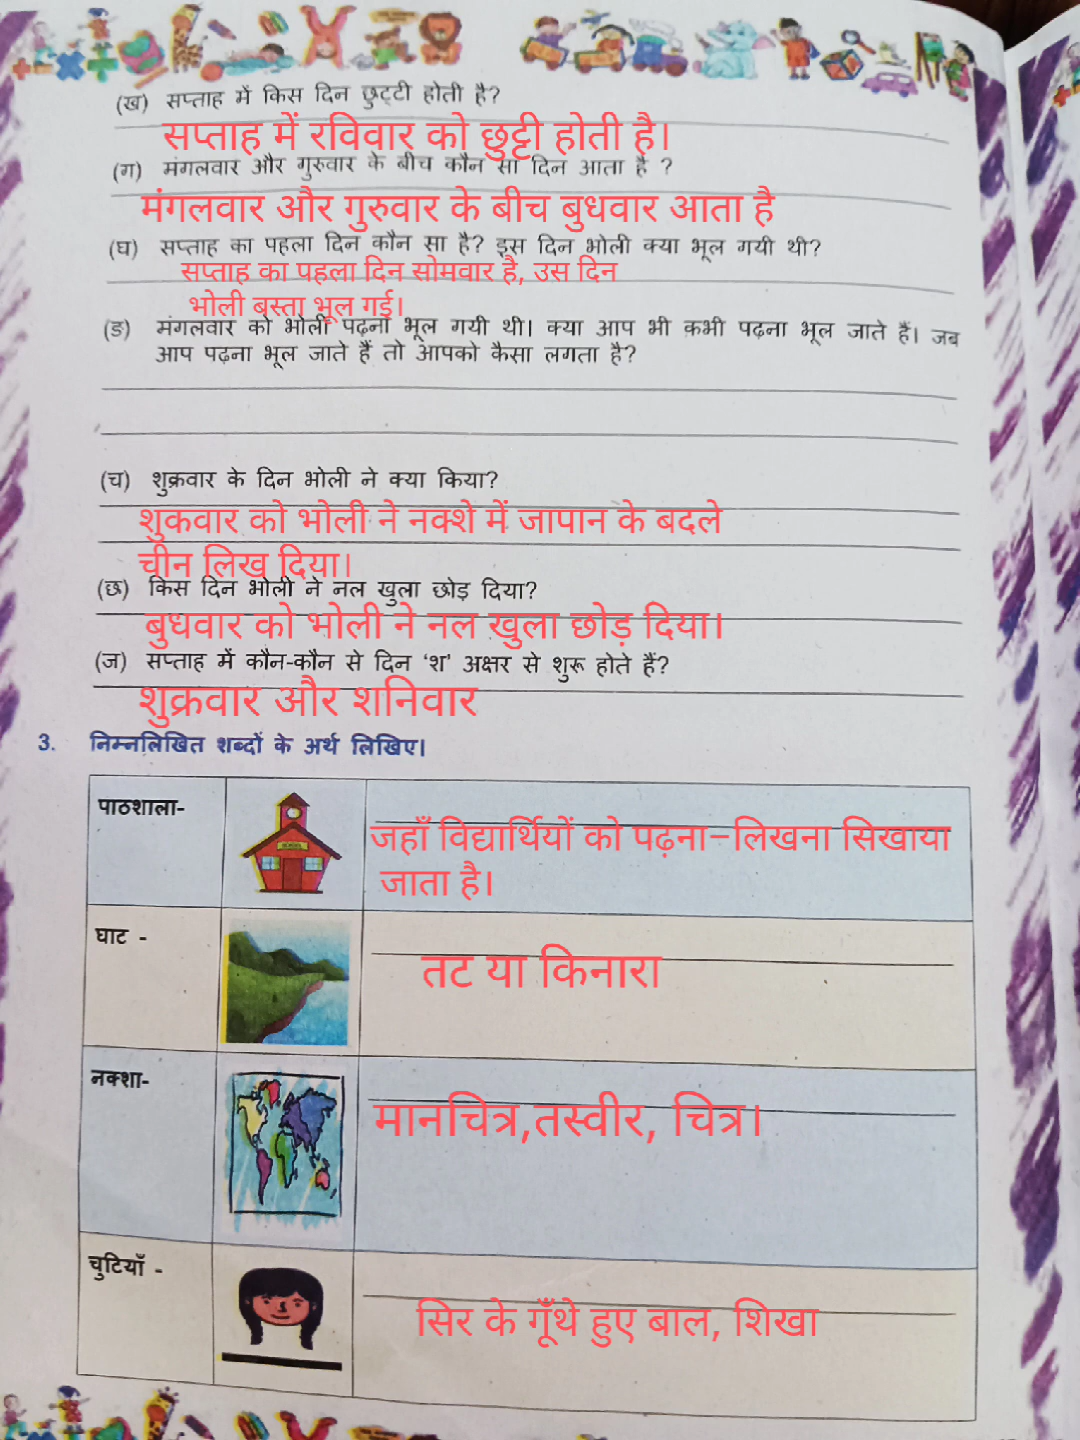 (ख) सप्ताह में किस दिन छुट्टी होती है?
सप्ताह में रविवार को छुट्टी होती है।
(ग) मंगलवार और गुरुवार के बीच कौन सा दिन आता है ?
मंगलवार और गुरुवार के बीच बुधवार आता है
(घ) सप्ताह का पहला दिन कौन सा है? इस दिन भोली क्या भूल गयी थी?
सप्ताह का पहला दिन सोमवार है, उस दिन
भोली बस्ता भूल गई।
(ङ) मंगलवार को भोली पढ़ना भूल गयी थी। क्या आप भी कभी पढ़ना भूल जाते हैं। जब
आप पढ़ना भूल जाते हैं तो आपको कैसा लगता है?
(च) शुक्रवार के दिन भोली ने क्या किया?
शुकवार को भोली ने नक्शे में जापान के बदले
चीन लिख दिया।
(छ) किस दिन भोली ने नल खुला छोड़ दिया?
बुधवार को भोली ने नल खुला छोड़ दिया।
(ज) सप्ताह में कौन-कौन से दिन ‘श’ अक्षर से शुरू होते हैं?
शुक्रवार और शनिवार
3. निम्नलिखित शब्दों के अर्थ लिखिए।
पाठशाला-
SCHOOL
जहाँ विद्यार्थियों को पढ़ना-लिखना सिखाया
जाता है।
घाट -
तट या किनारा
नक्शा-
मानचित्र,तस्वीर, चित्र।
चुटियाँ -
सिर के गूँथे हुए बाल, शिखा